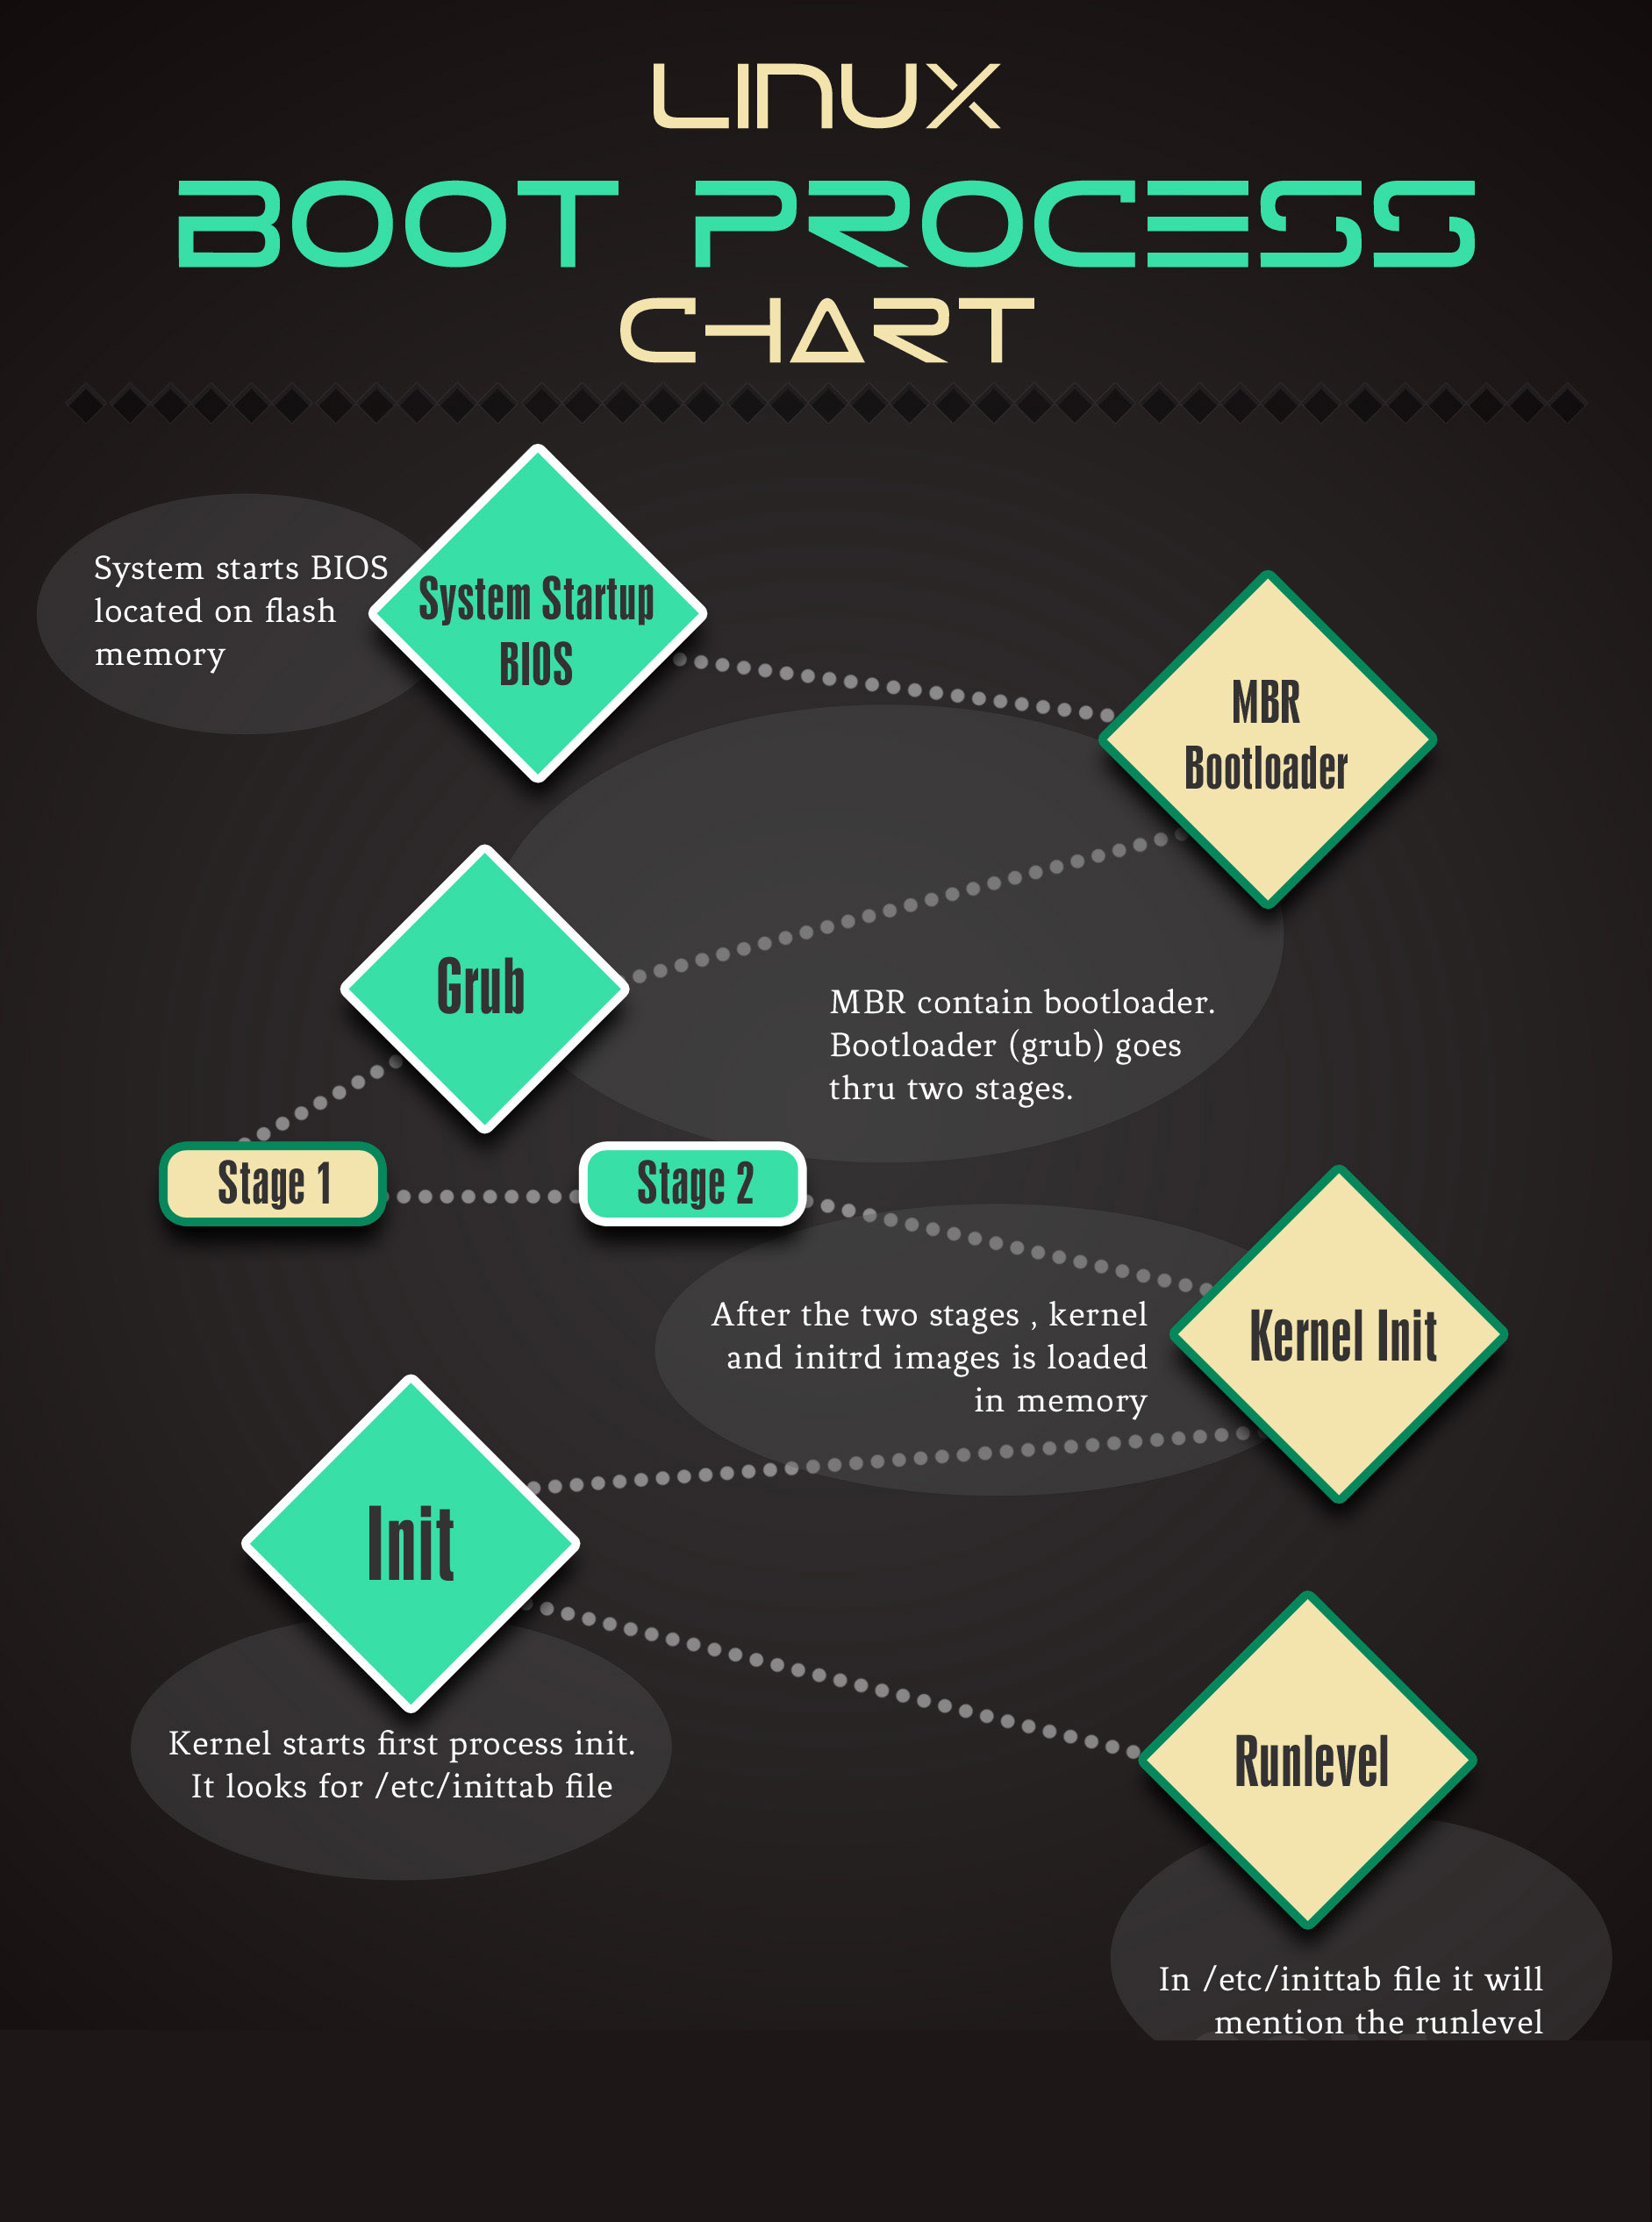 LINUX
BOOT PROCESS
CHART
System starts BIOS
located on flash
memory
System Startup
BIOS
MBR
Bootloader
Grub
MBR contain bootloader.
Bootloader (grub) goes
thru two stages.
Stage 1
Stage 2
After the two stages , kernel
and initrd images is loaded
in memory
Kernel Init
Init
Kernel starts first process init.
It looks for /etc/inittab file
Runlevel
In /etc/inittab file it will
mention the runlevel